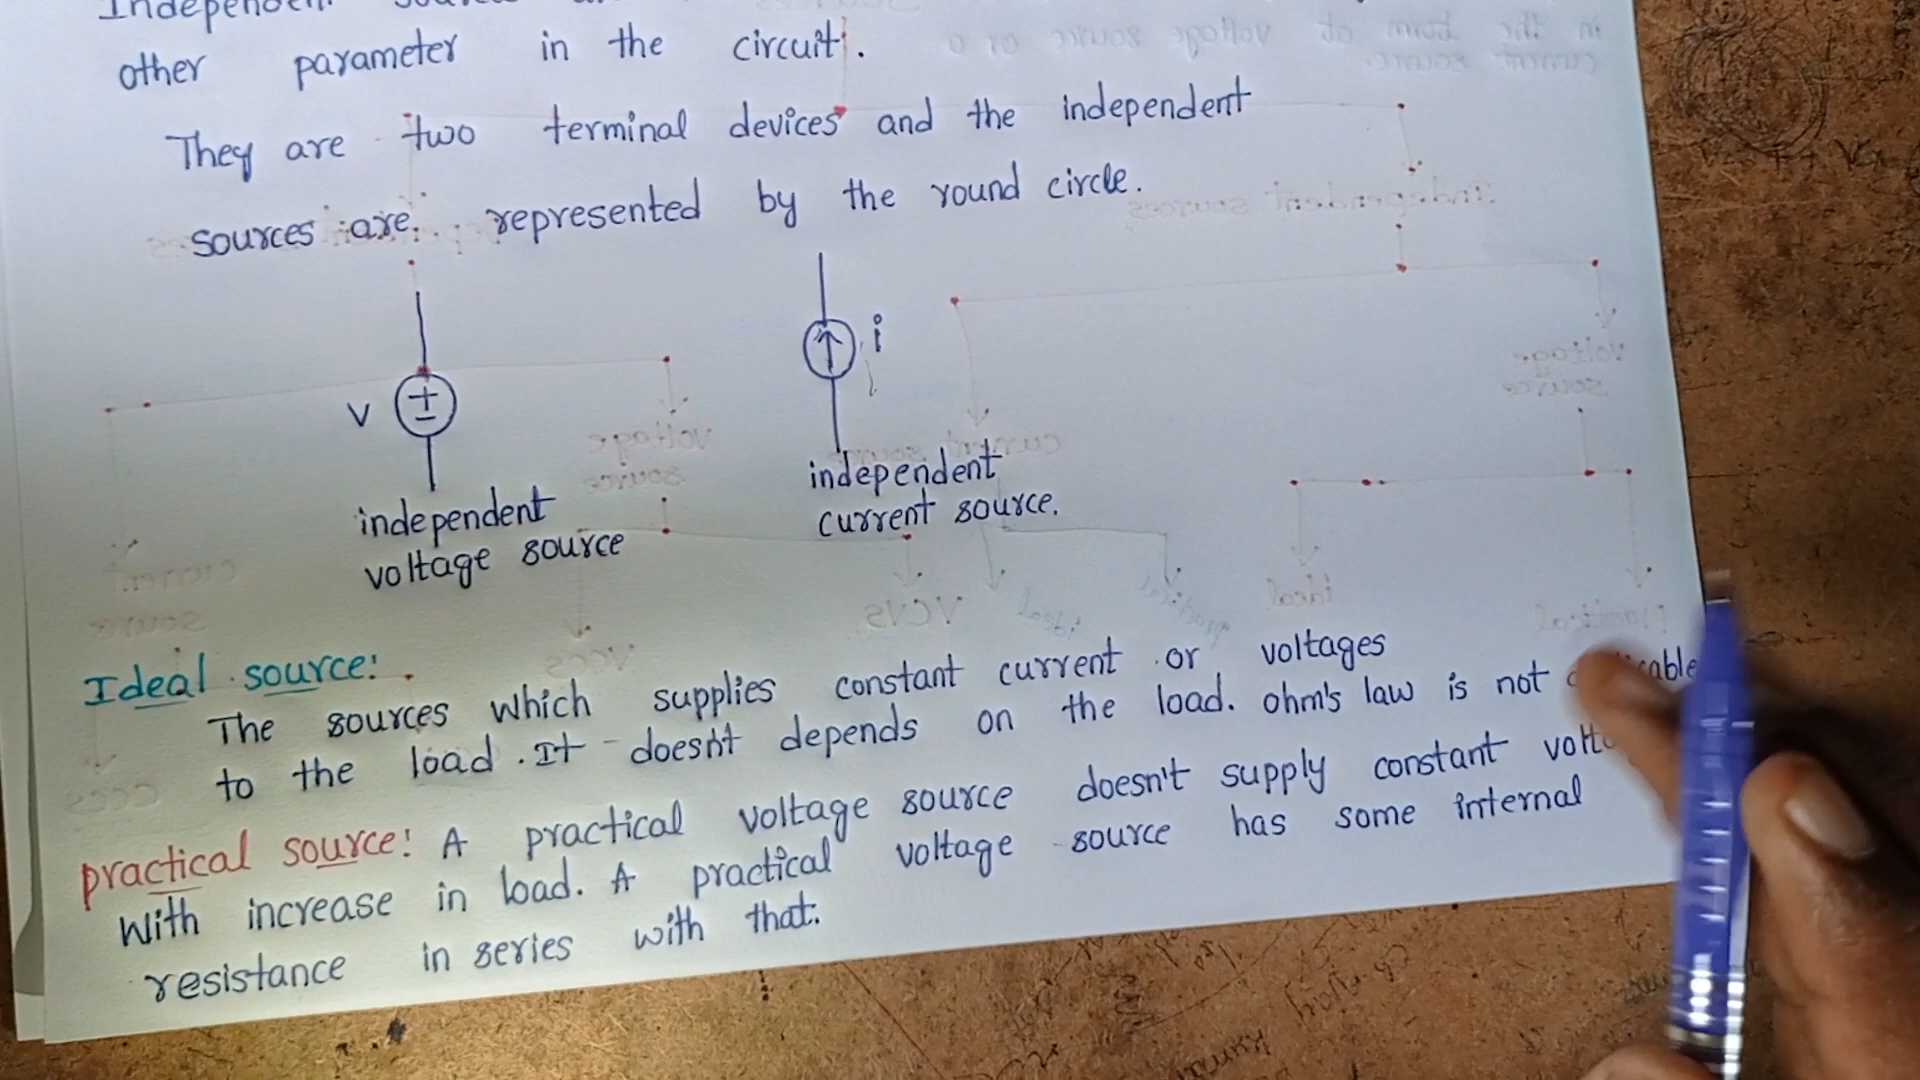 Independent
other parameter in the circuit.
They are two terminal devices and the independent
sources are represented by the round circle.
V
+
-
i
independent
voltage source
independent
current source.
Ideal source:
The sources which supplies constant current or voltages
to the load. It doesn't depends on the load. ohm's law is not
practical source: A practical voltage source doesn't supply constant
With increase in load. A practical voltage source has some internal
resistance in series with that.